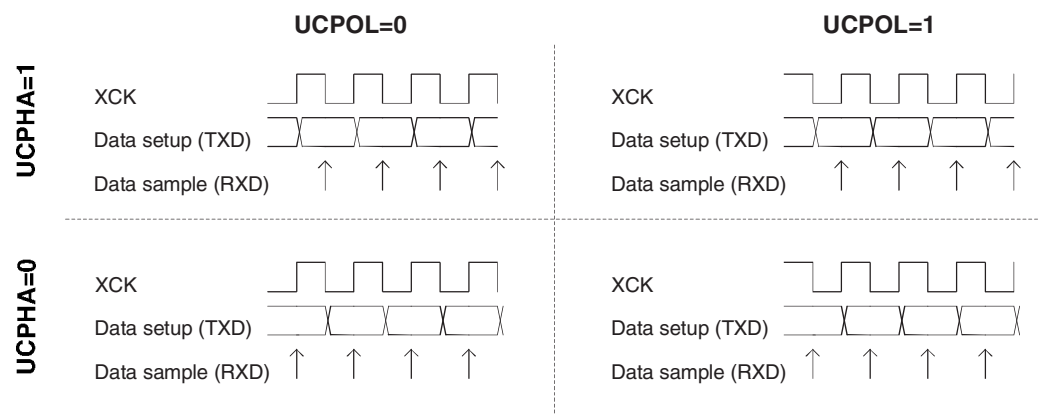 UCPOL=0
UCPOL=1
UCPHA=1
XCK
Data setup (TXD)
Data sample (RXD)
XCK
Data setup (TXD)
Data sample (RXD)
UCPHA=0
XCK
Data setup (TXD)
Data sample (RXD)
XCK
Data setup (TXD)
Data sample (RXD)